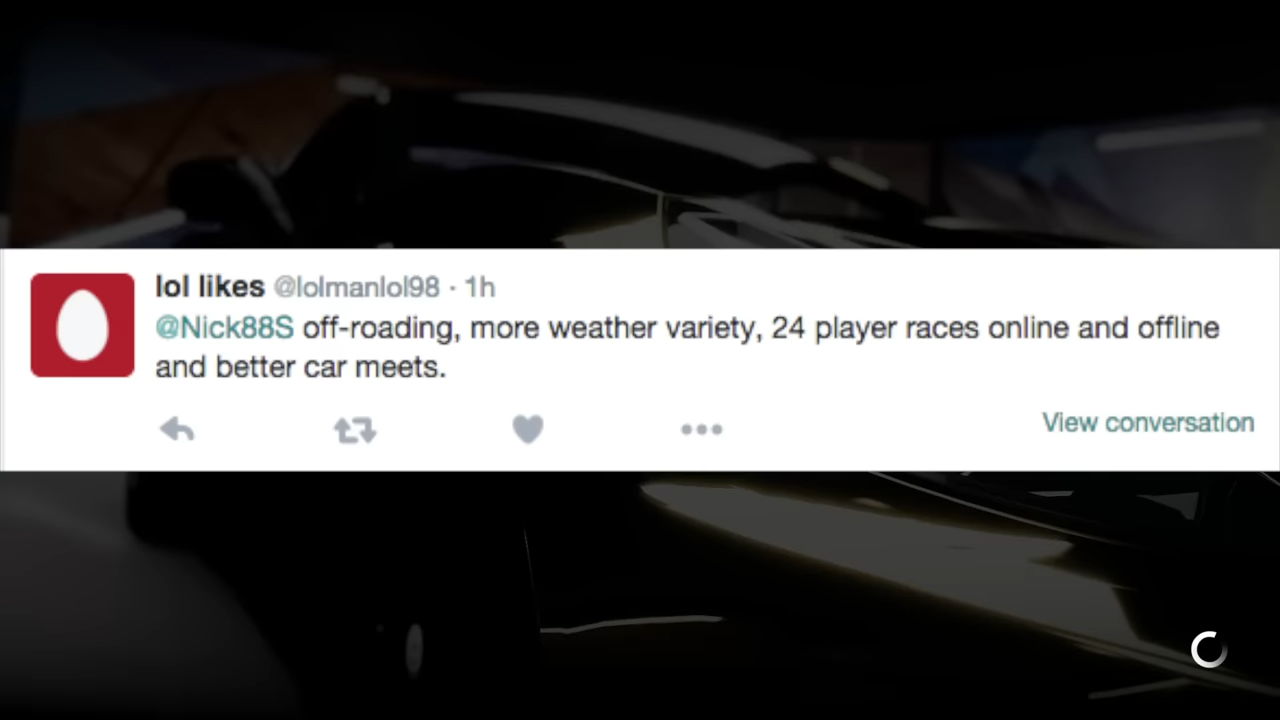 lol likes @lolmanlol98 · 1h
@Nick88S off-roading, more weather variety, 24 player races online and offline
and better car meets.
View conversation